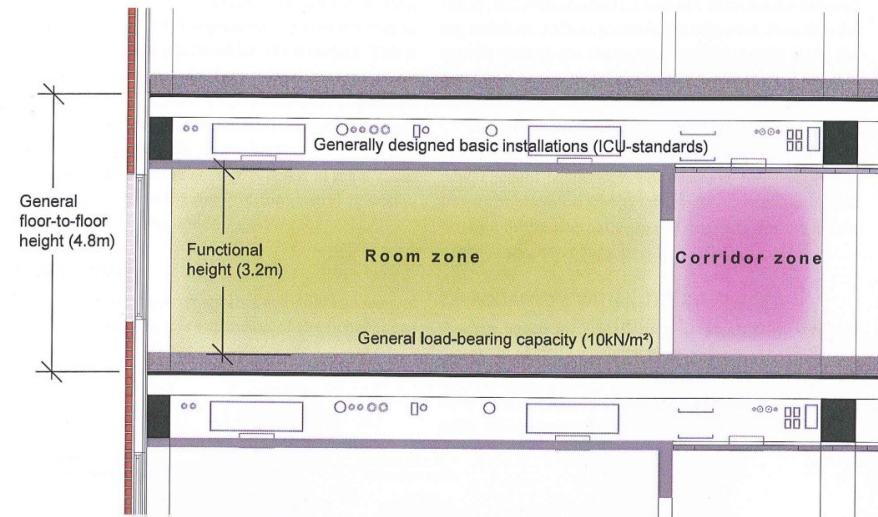 Generally designed basic installations (ICU-standards)
General
floor-to-floor
height (4.8m)
Functional
height (3.2m)
Room zone
Corridor zone
General load-bearing capacity (10kN/m²)